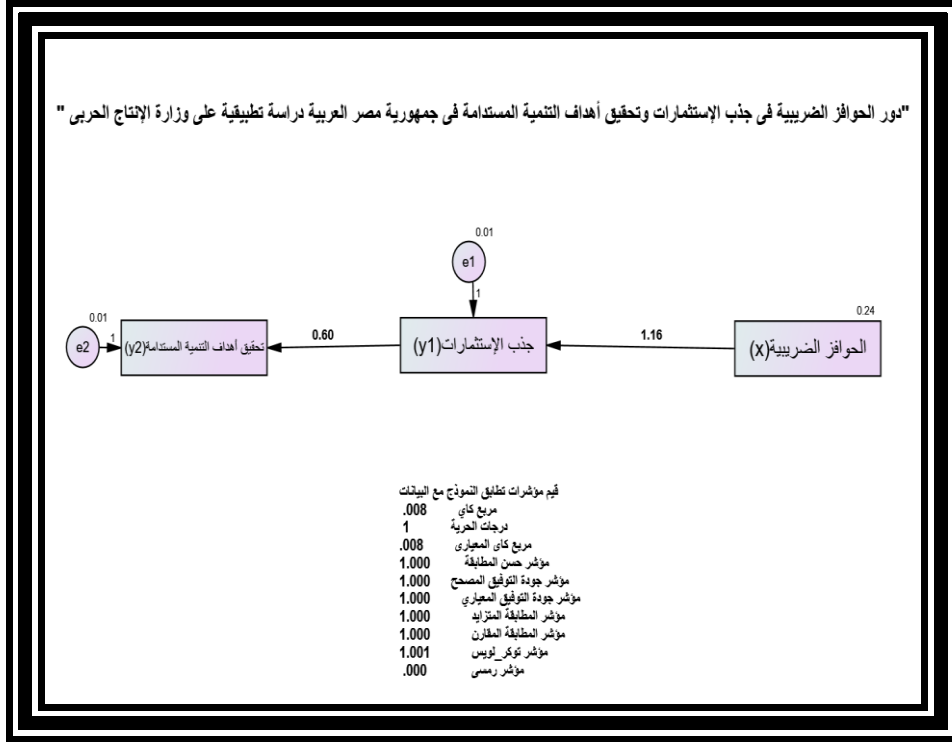 "دور الحوافز الضريبية فى جذب الإستثمارات وتحقيق أهداف التنمية المستدامة فى جمهورية مصر العربية دراسة تطبيقية على وزارة الإنتاج الحربى "
0.01
e1
1
0.24
الحوافز الضريبية(x)
1.16
جذب الإستثمارات(y1)
0.60
تحقيق أهداف التنمية المستدامة(y2)
1
0.01
e2
قيم مؤشرات تطابق النموذج مع البيانات
مربع كاي .008
درجات الحرية 1
مربع كاى المعيارى .008
مؤشر حسن المطابقة 1.000
مؤشر جودة التوفيق المصحح 1.000
مؤشر جودة التوفيق المعياري 1.000
مؤشر المطابقة المتزايد 1.000
مؤشر المطابقة المقارن 1.000
مؤشر توكر_لويس 1.001
مؤشر رمسى .000